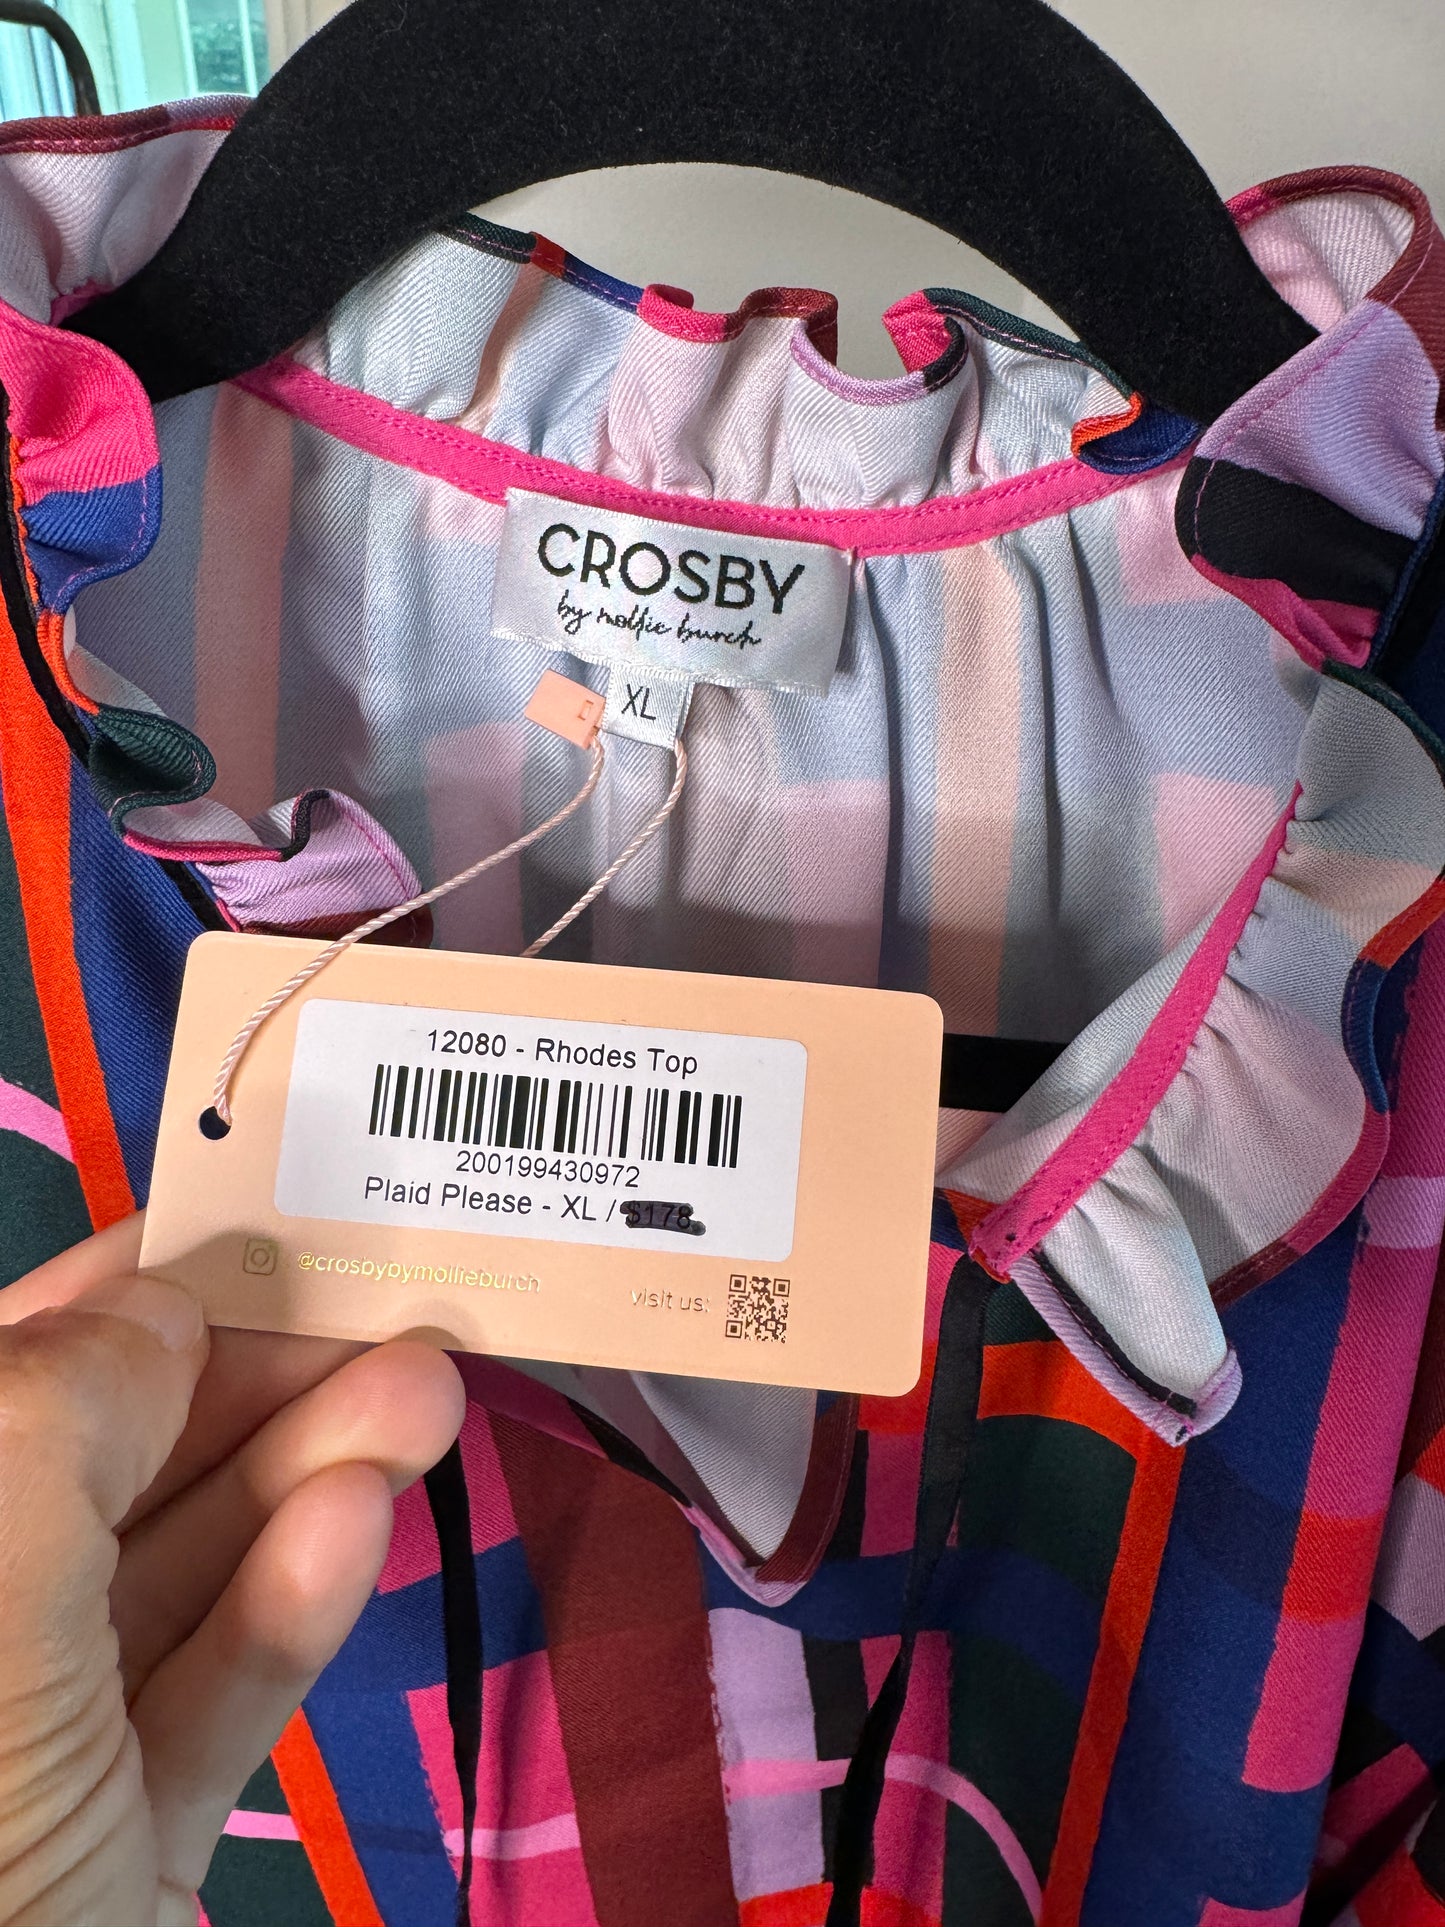 CROSBY
by mollie burch
XL
12080 - Rhodes Top
200199430972
Plaid Please - XL / $178
@crosbybymollieburch
visit us: